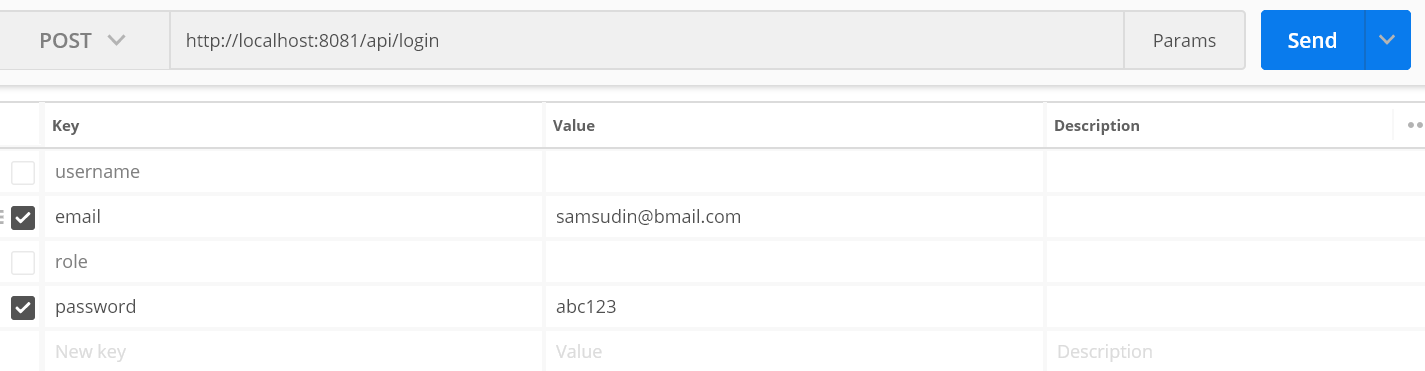 POST http://localhost:8081/api/login Params Send
Key Value Description
username
email samsudin@bmail.com
role
password abc123
New key Value Description